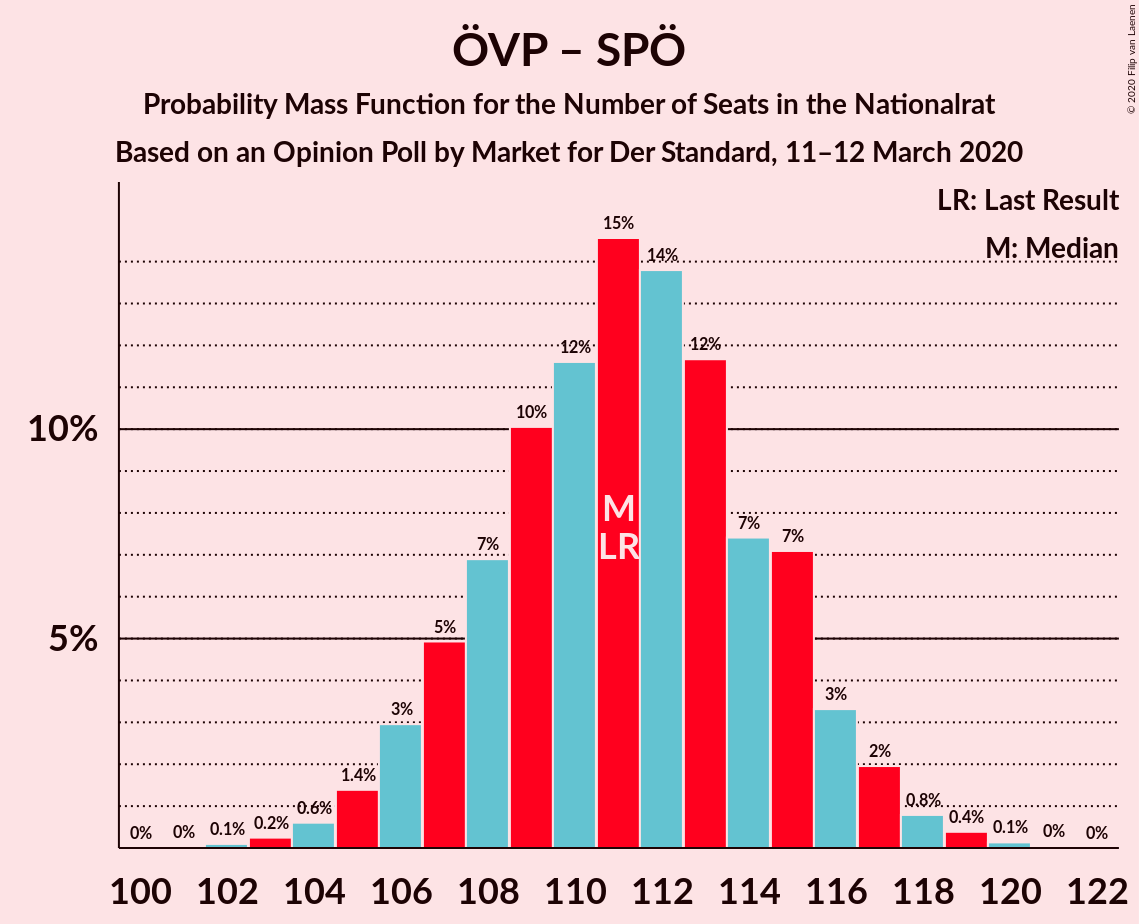 ÖVP – SPÖ
Probability Mass Function for the Number of Seats in the Nationalrat
Based on an Opinion Poll by Market for Der Standard, 11–12 March 2020
© 2020 Filip van Laenen
LR: Last Result
M: Median
15%
14%
12%
12%
10%
10%
M
LR
7%
7%
7%
5%
5%
3%
3%
2%
1.4%
0.6%
0.8%
0%
0%
0.1%
0.2%
0.4%
0.1%
0%
0%
100 102 104 106 108 110 112 114 116 118 120 122